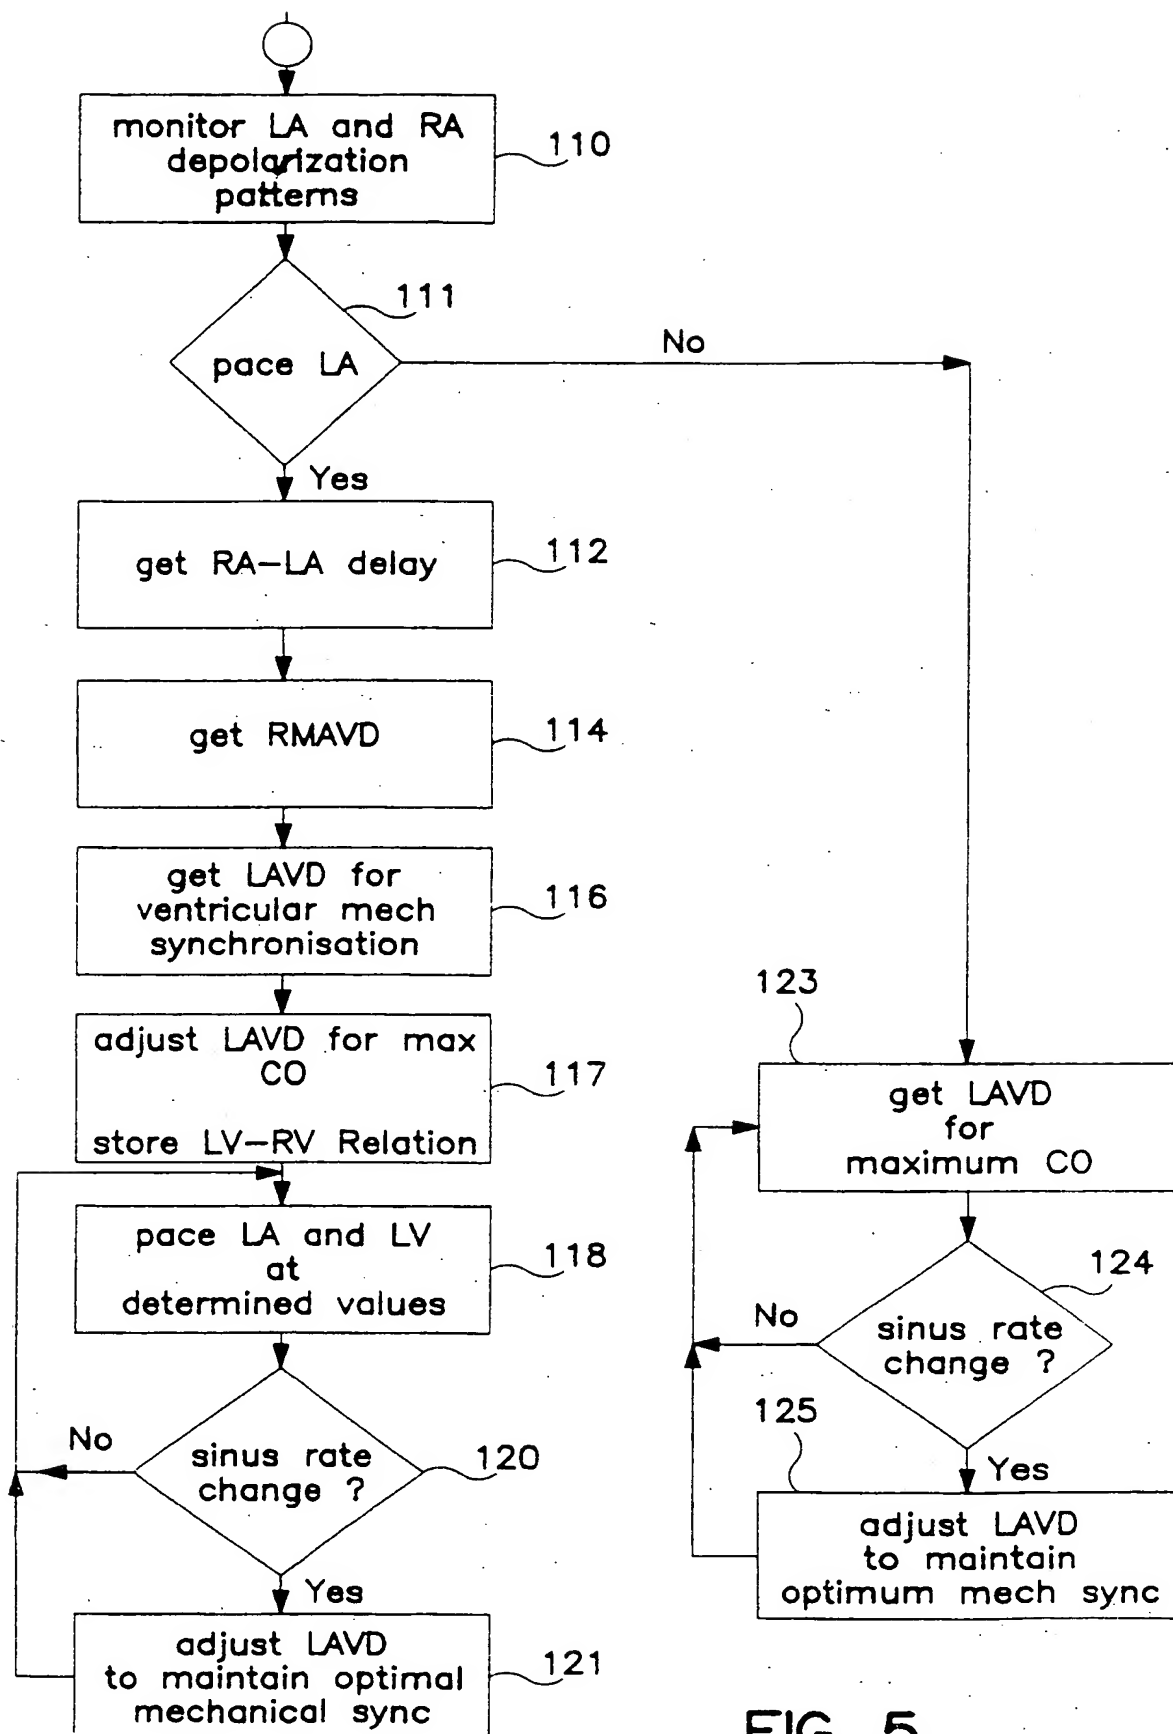 monitor LA and RA
depolarization
patterns
110
111
pace LA
No
Yes
get RA-LA delay
112
get RMAVD
114
get LAVD for
ventricular mech
synchronisation
116
adjust LAVD for max
CO
store LV-RV Relation
117
pace LA and LV
at
determined values
118
No
sinus rate
change ?
120
Yes
adjust LAVD
to maintain optimal
mechanical sync
121
123
get LAVD
for
maximum CO
124
No
sinus rate
change ?
125
Yes
adjust LAVD
to maintain
optimum mech sync
FIG. 5